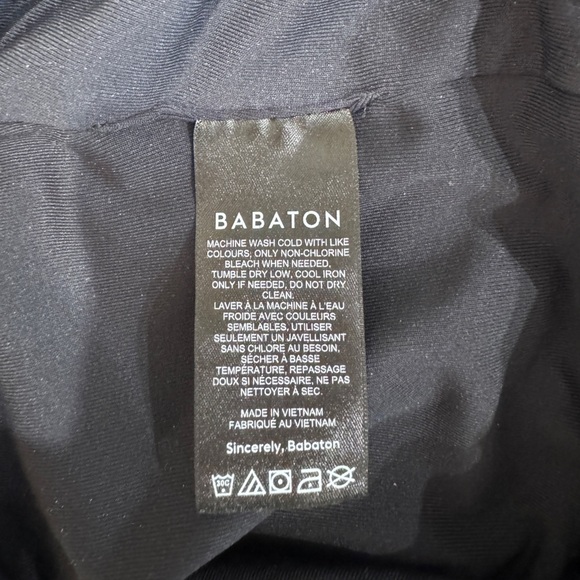 BABATON
MACHINE WASH COLD WITH LIKE
COLOURS, ONLY NON-CHLORINE
BLEACH WHEN NEEDED,
TUMBLE DRY LOW, COOL IRON
ONLY IF NEEDED, DO NOT DRY
CLEAN.
LAVER À LA MACHINE À L'EAU
FROIDE AVEC COULEURS
SEMBLABLES, UTILISER
SEULEMENT UN JAVELLISANT
SANS CHLORE AU BESOIN,
SÉCHER À BASSE
TEMPÉRATURE, REPASSAGE
DOUX SI NÉCESSAIRE, NE PAS
NETTOYER À SEC.
MADE IN VIETNAM
FABRIQUÉ AU VIETNAM
Sincerely, Babaton
30C